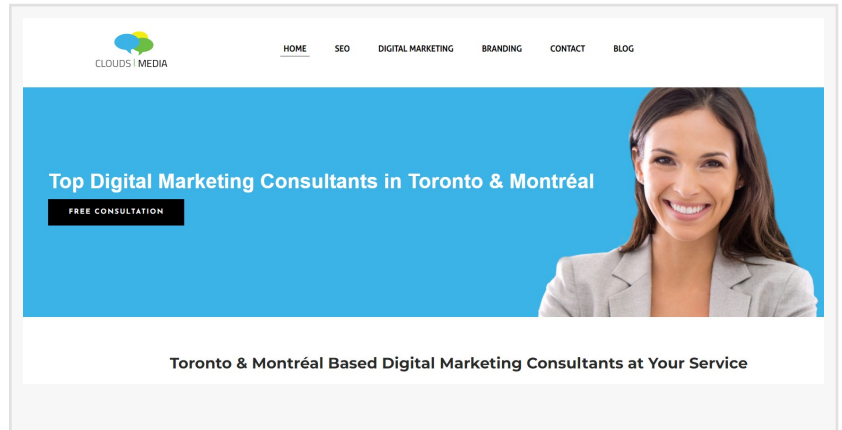 CLOUDS | MEDIA
HOME SEO DIGITAL MARKETING BRANDING CONTACT BLOG
Top Digital Marketing Consultants in Toronto & Montréal
FREE CONSULTATION
Toronto & Montréal Based Digital Marketing Consultants at Your Service